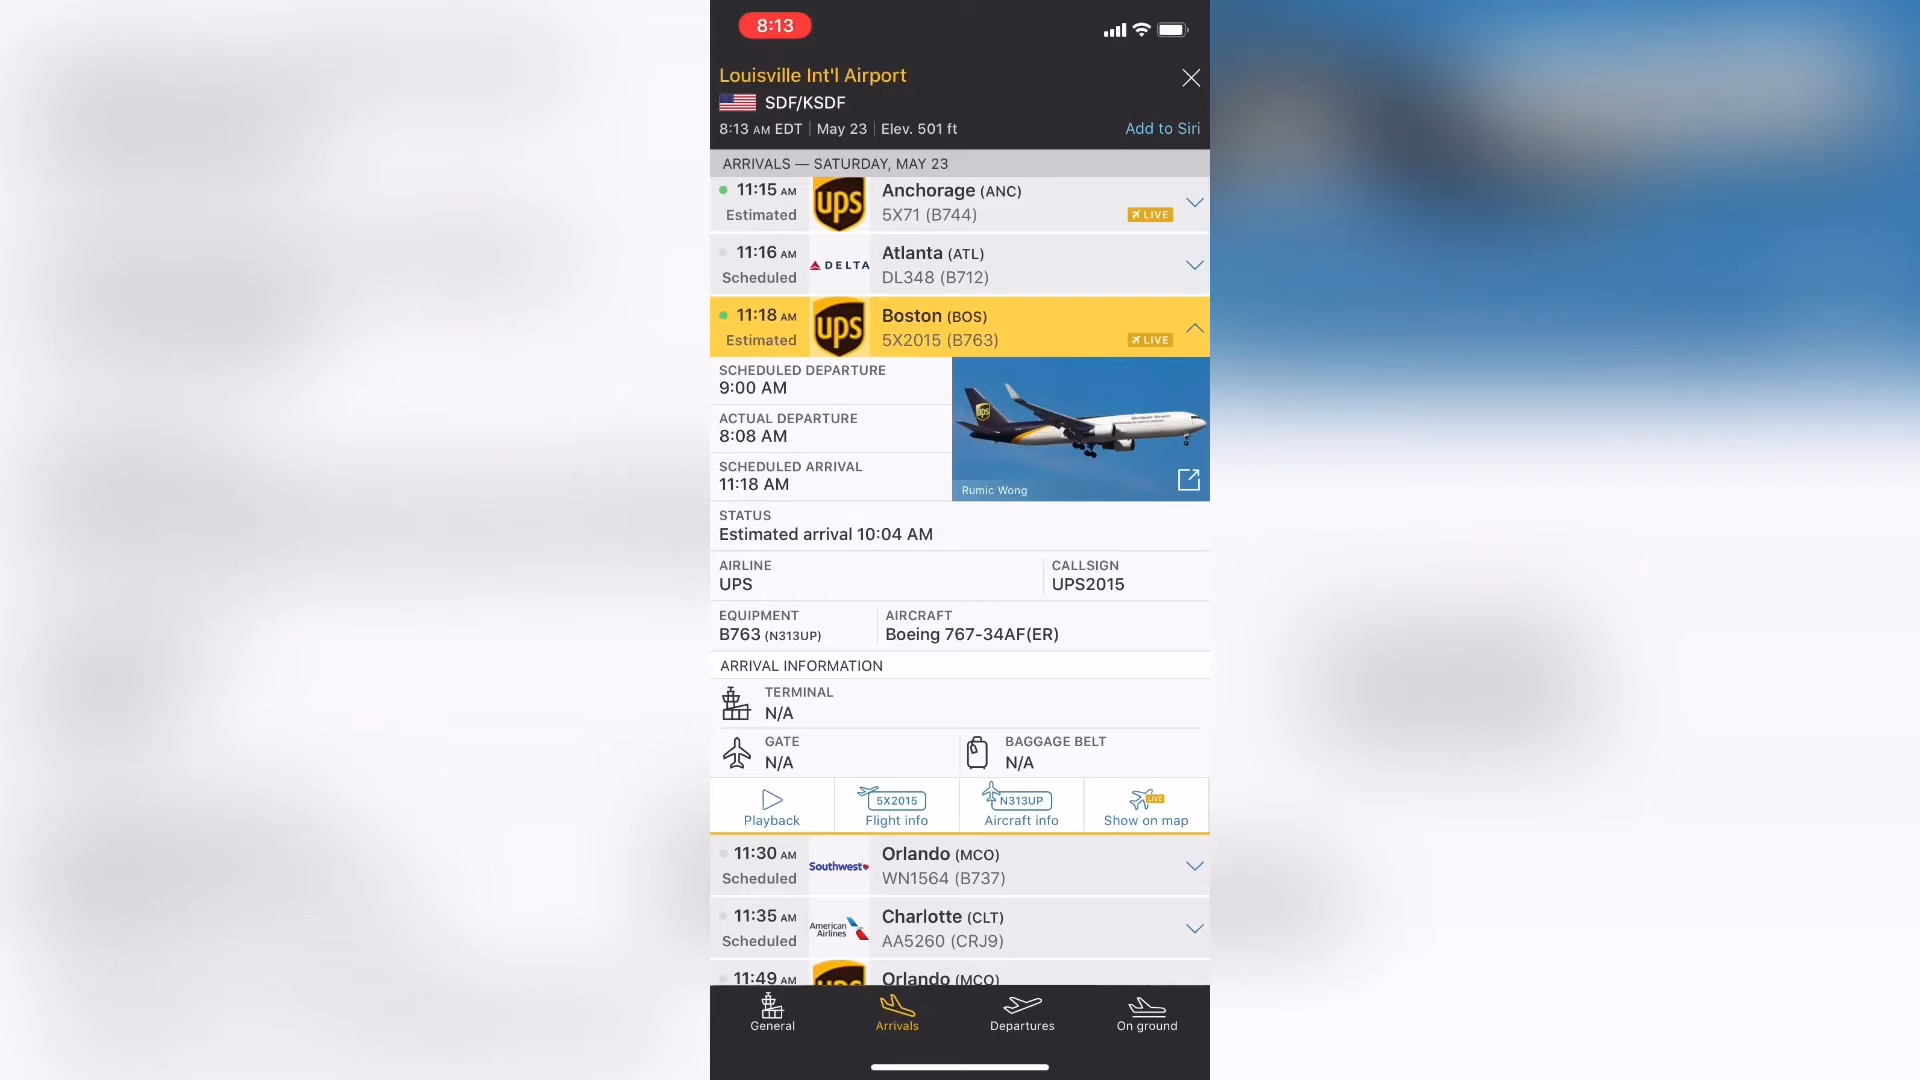 8:13
Louisville Int'l Airport
SDF/KSDF
8:13 AM EDT | May 23 | Elev. 501 ft
Add to Siri
ARRIVALS — SATURDAY, MAY 23
11:15 AM
Estimated
ups
Anchorage (ANC)
5X71 (B744)
LIVE
11:16 AM
Scheduled
DELTA
Atlanta (ATL)
DL348 (B712)
11:18 AM
Estimated
ups
Boston (BOS)
5X2015 (B763)
LIVE
SCHEDULED DEPARTURE
9:00 AM
ACTUAL DEPARTURE
8:08 AM
SCHEDULED ARRIVAL
11:18 AM
ups
Worldwide Services
Rumic Wong
STATUS
Estimated arrival 10:04 AM
AIRLINE
UPS
CALLSIGN
UPS2015
EQUIPMENT
B763 (N313UP)
AIRCRAFT
Boeing 767-34AF(ER)
ARRIVAL INFORMATION
TERMINAL
N/A
GATE
N/A
BAGGAGE BELT
N/A
Playback
5X2015
Flight info
N313UP
Aircraft info
LIVE
Show on map
11:30 AM
Scheduled
Southwest
Orlando (MCO)
WN1564 (B737)
11:35 AM
Scheduled
American
Airlines
Charlotte (CLT)
AA5260 (CRJ9)
11:49 AM
ups
Orlando (MCO)
General
Arrivals
Departures
On ground